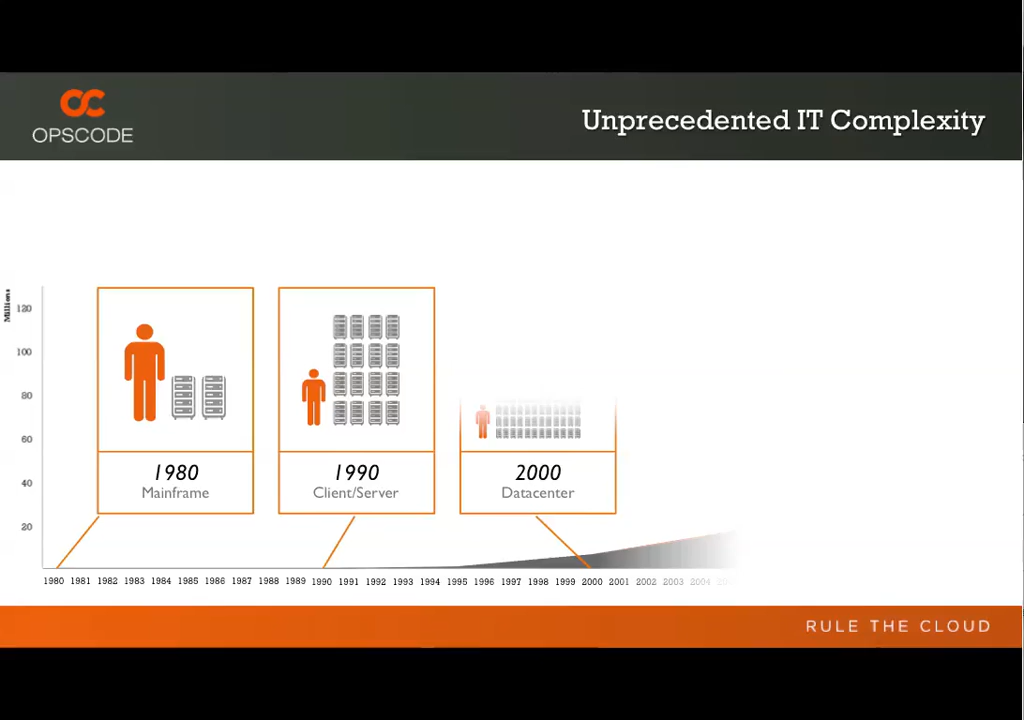 OPSCODE
Unprecedented IT Complexity
Millions
120
100
80
60
40
20
1980
Mainframe
1990
Client/Server
2000
Datacenter
1980 1981 1982 1983 1984 1985 1986 1987 1988 1989 1990 1991 1992 1993 1994 1995 1996 1997 1998 1999 2000 2001 2002 2003 2004
RULE THE CLOUD